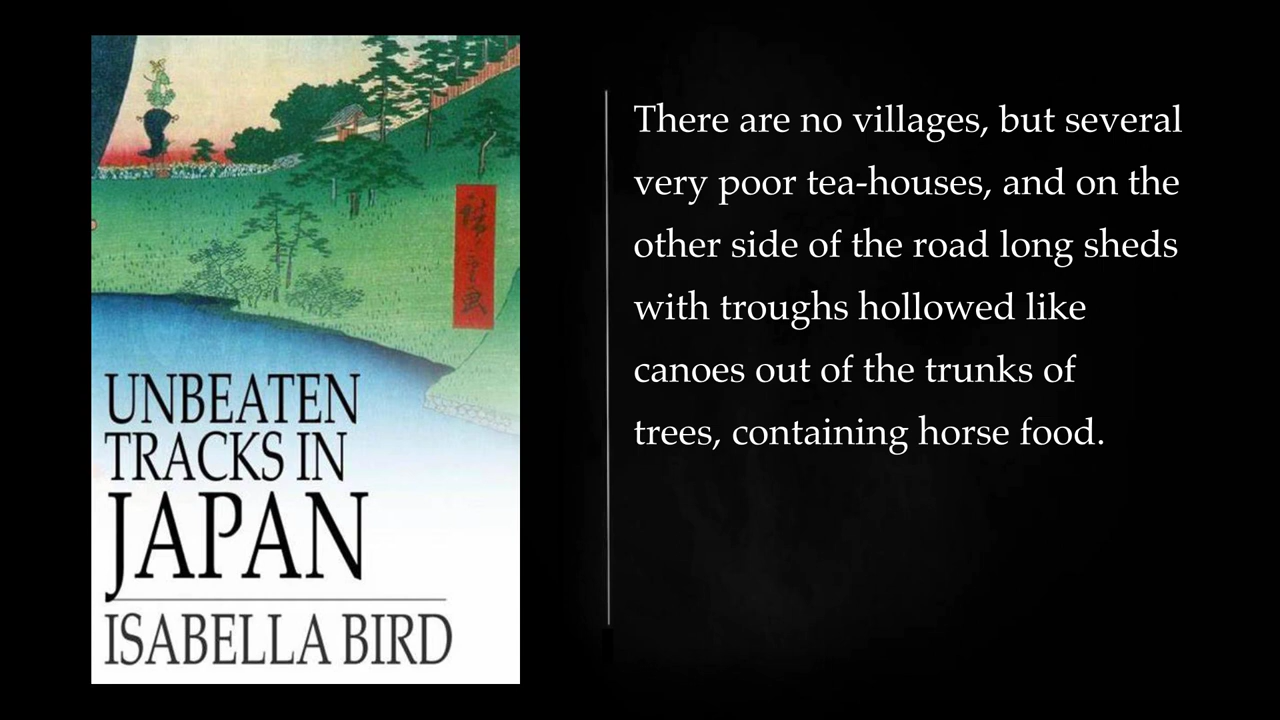 UNBEATEN
TRACKS IN
JAPAN
ISABELLA BIRD
There are no villages, but several
very poor tea-houses, and on the
other side of the road long sheds
with troughs hollowed like
canoes out of the trunks of
trees, containing horse food.